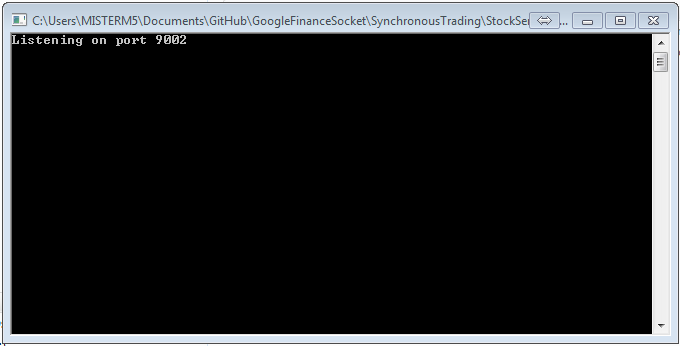 C:\Users\MISTERM5\Documents\GitHub\GoogleFinanceSocket\SynchronousTrading\StockSer...
Listening on port 9002